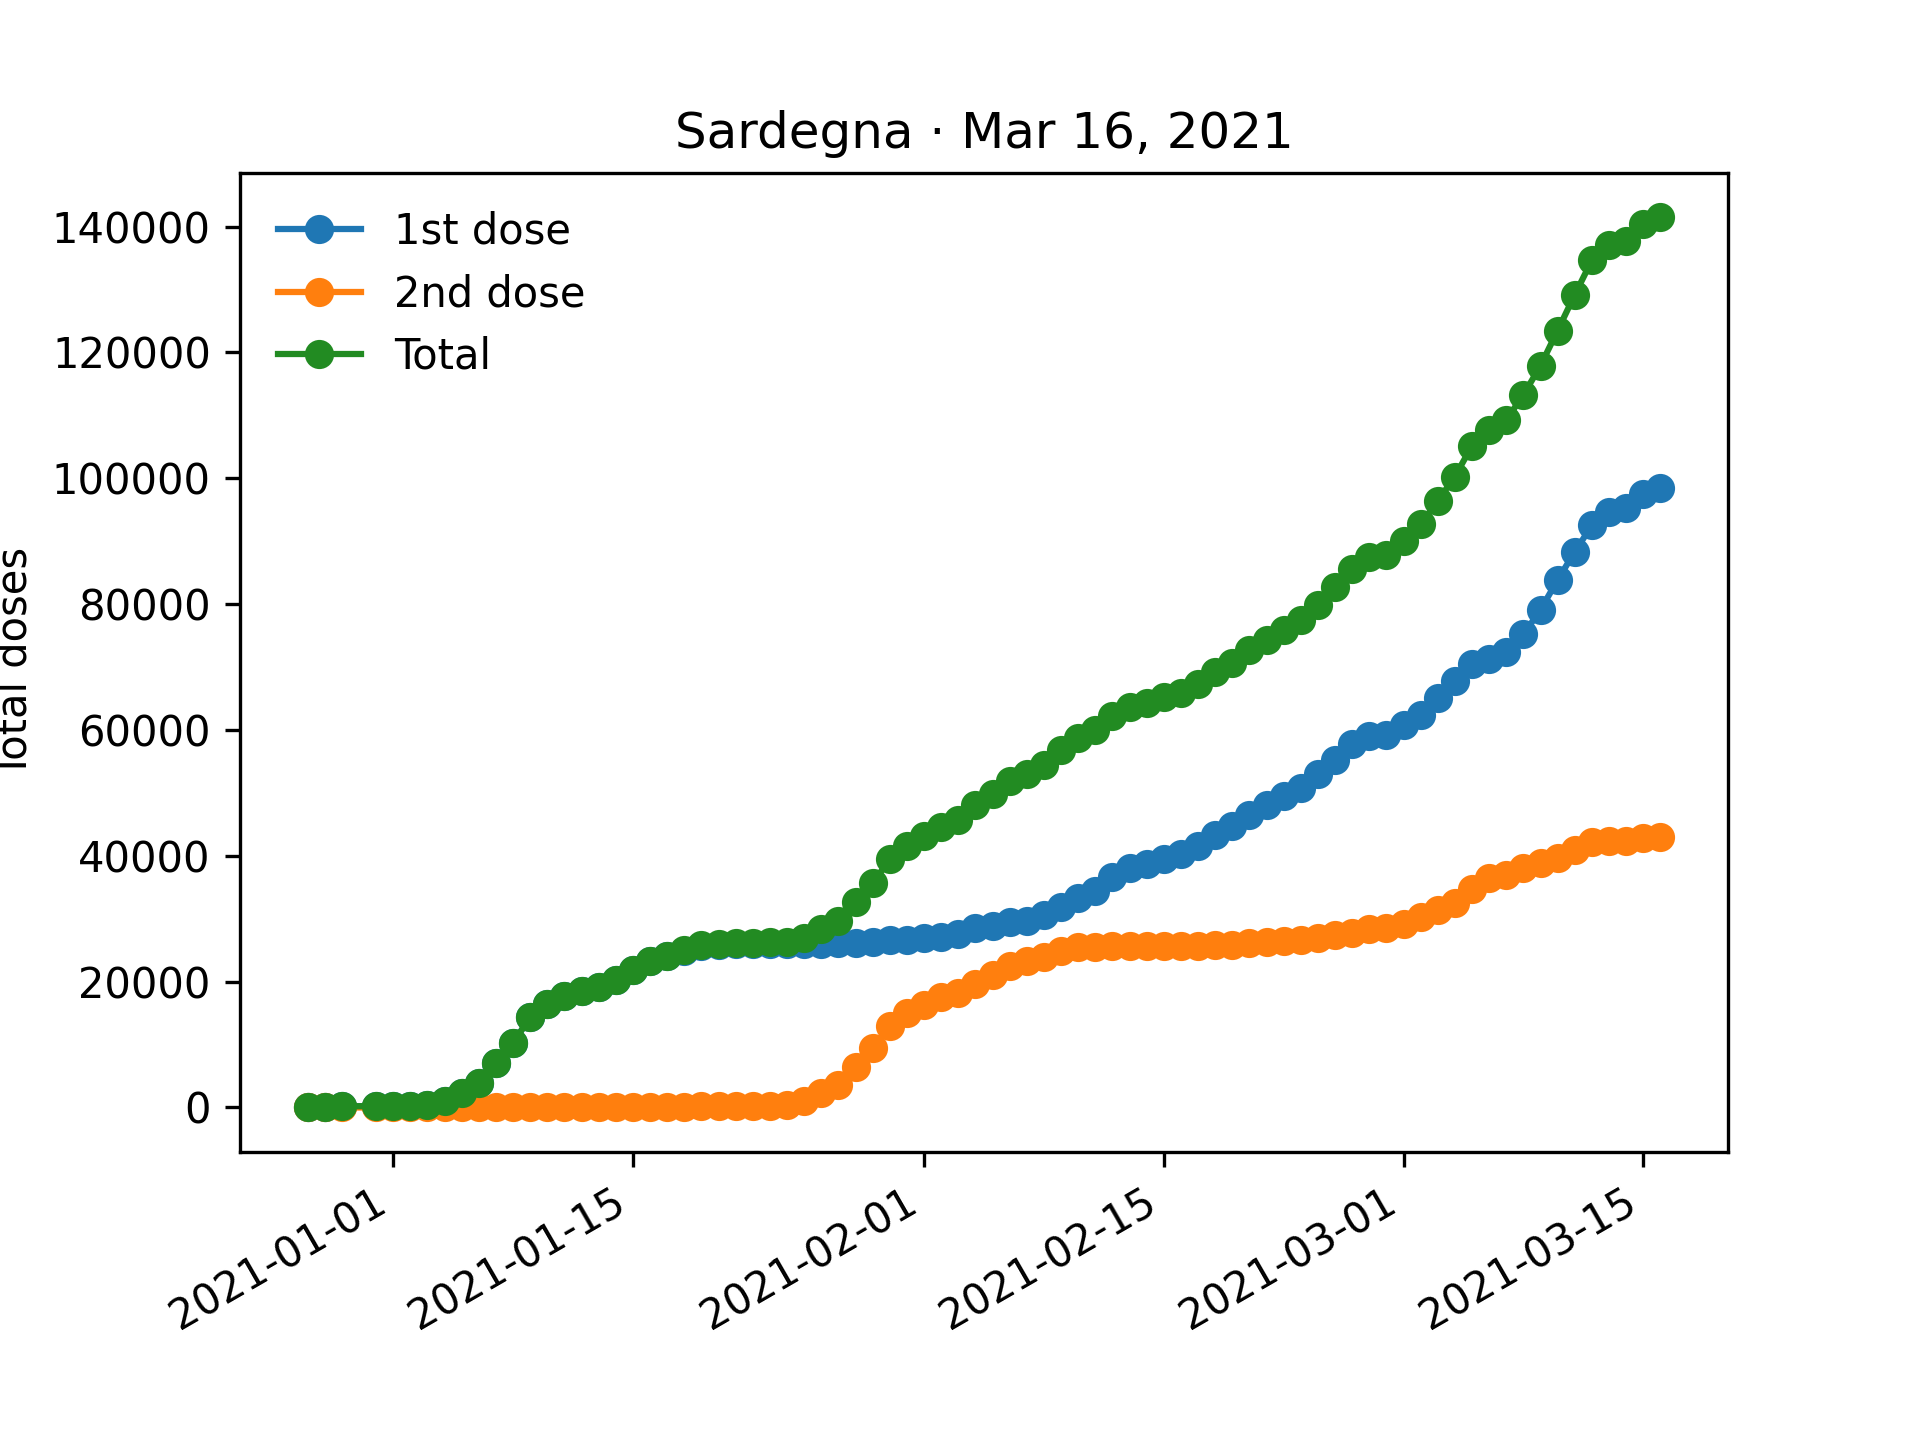 Sardegna · Mar 16, 2021
1st dose
2nd dose
Total
140000
120000
100000
80000
60000
40000
20000
0
Total doses
2021-01-01
2021-01-15
2021-02-01
2021-02-15
2021-03-01
2021-03-15